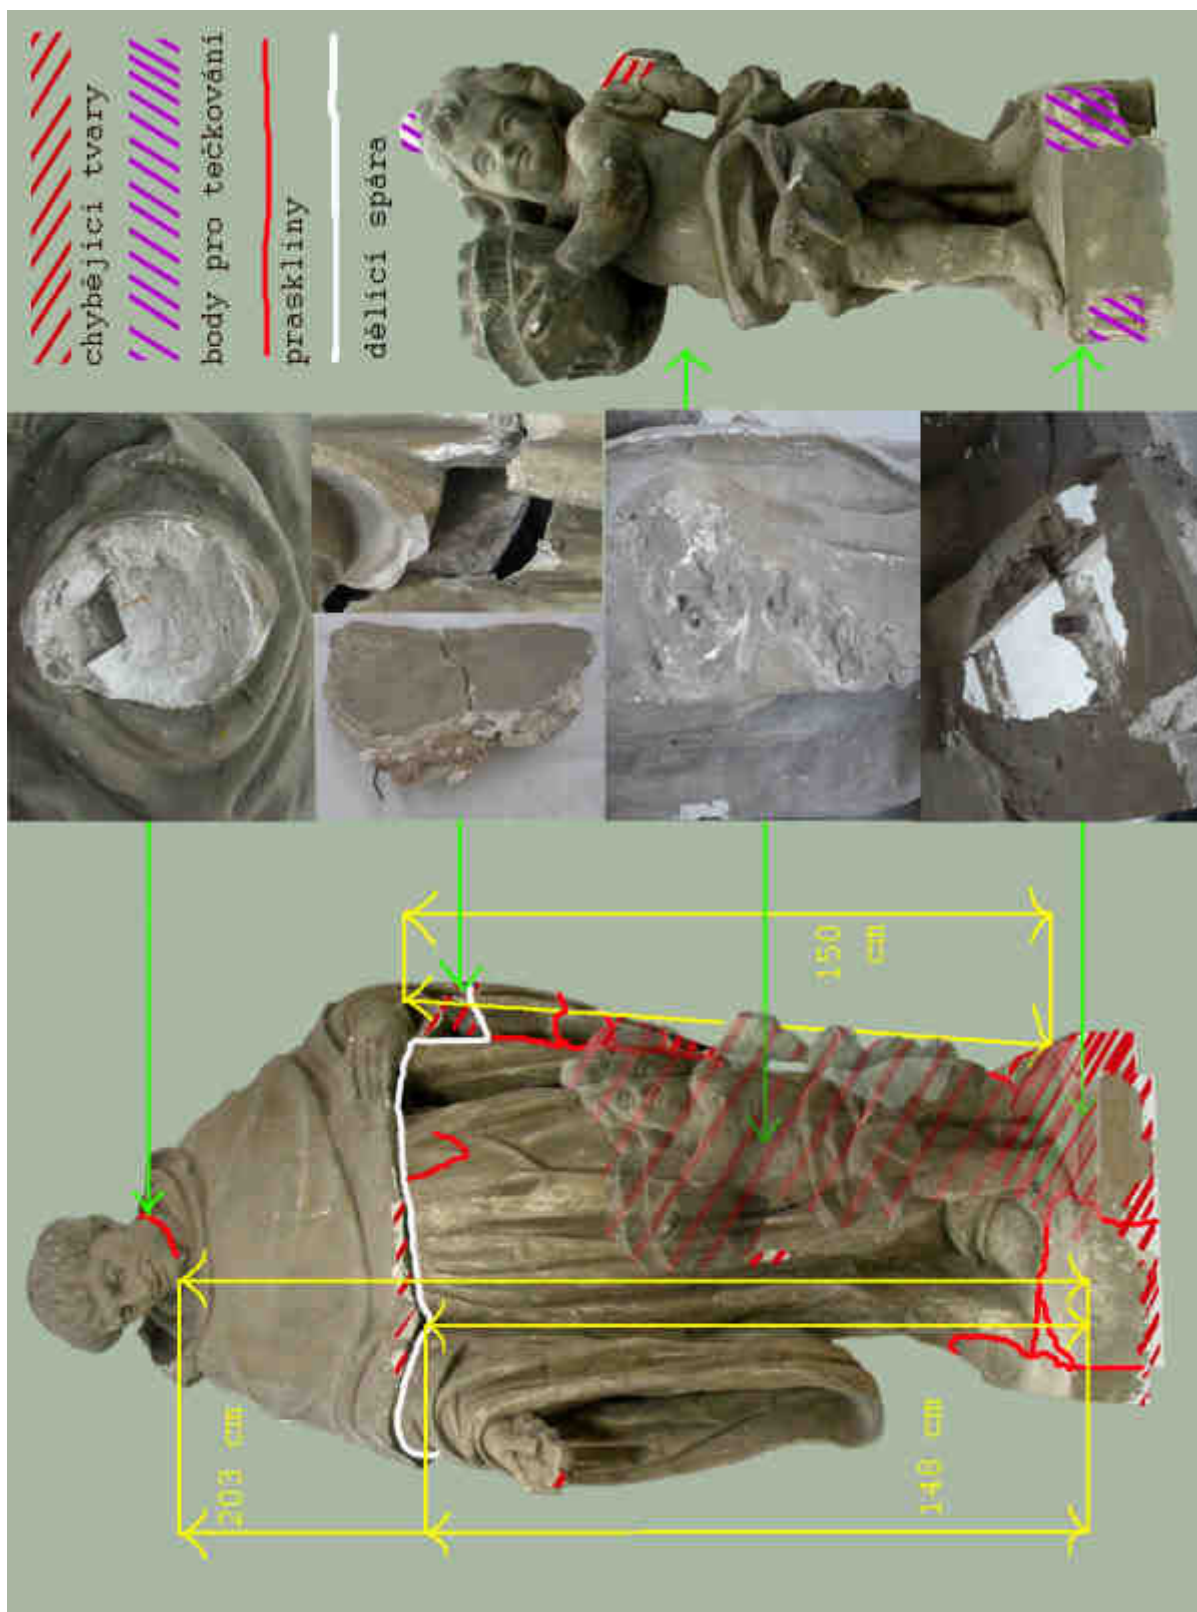 chybějící tvary
body pro tečkování
praskliny
dělící spára
150
cm
203 cm
148 cm